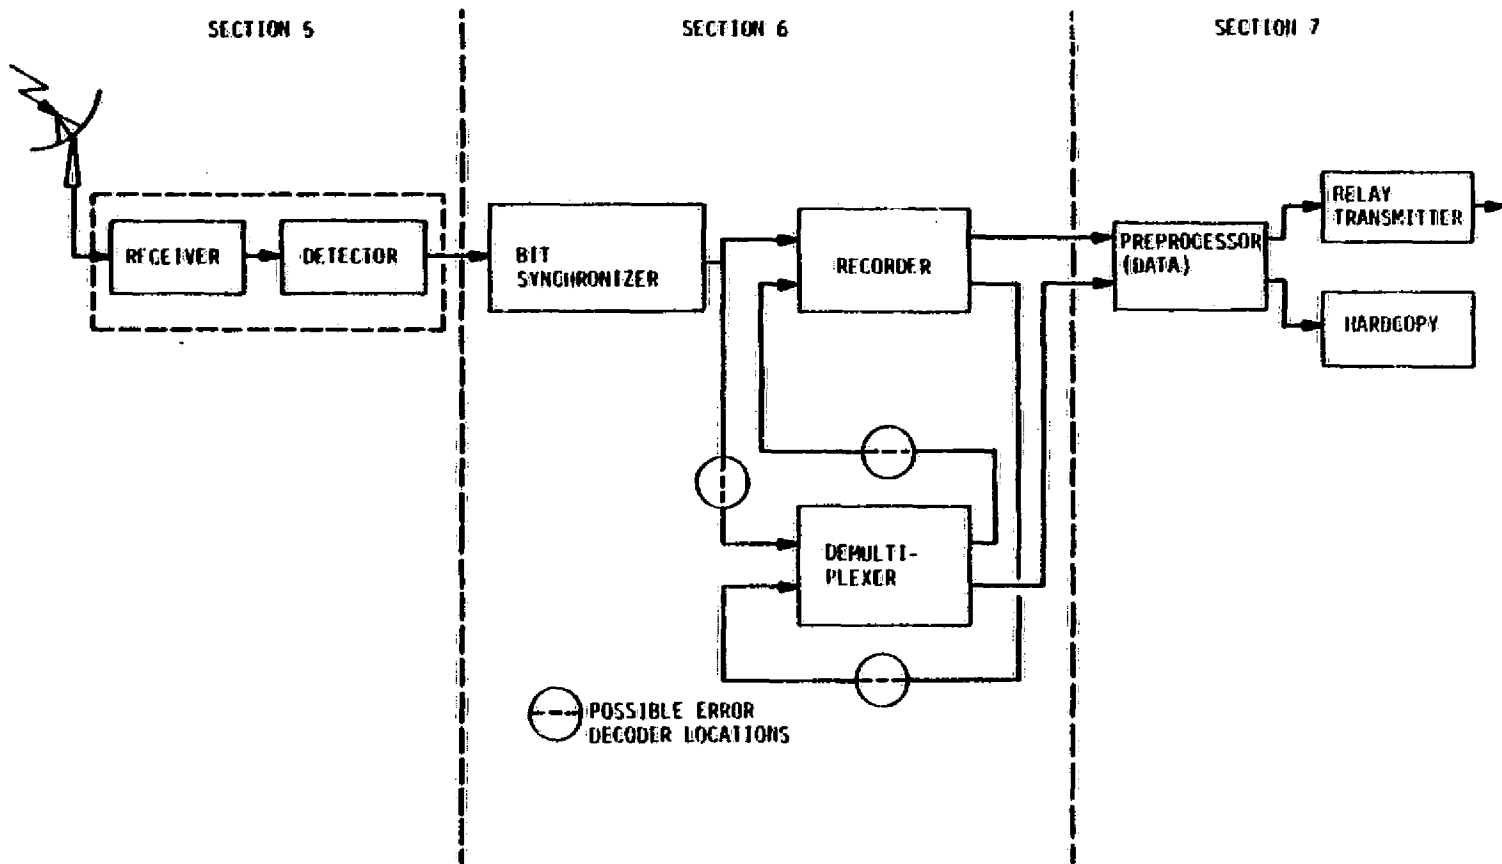 SECTION 5
SECTION 6
SECTION 7
RECEIVER
DETECTOR
BIT
SYNCHRONIZER
RECORDER
PREPROCESSOR
(DATA)
RELAY
TRANSMITTER
HARDCOPY
DEMULTI-
PLEXER
POSSIBLE ERROR
DECODER LOCATIONS